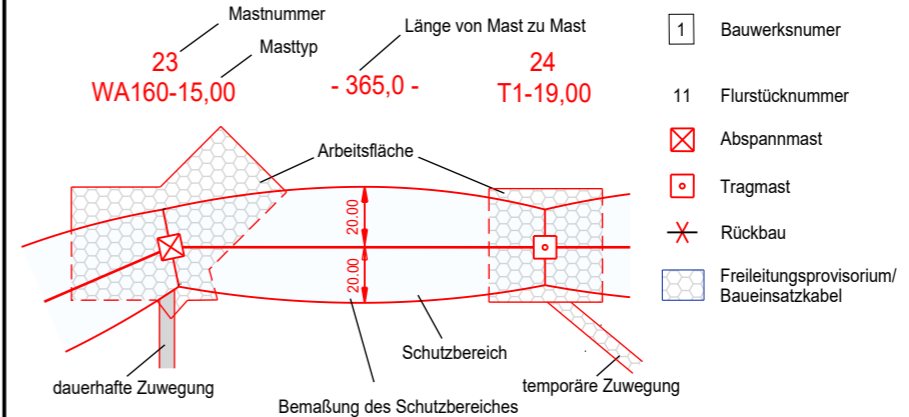 Mastnummer
Masttyp
Länge von Mast zu Mast
23
WA160-15,00
- 365,0 -
24
T1-19,00
1 Bauwerksnumer
11 Flurstücknummer
Abspannmast
Tragmast
Rückbau
Freileitungsprovisorium/
Baueinsatzkabel
Arbeitsfläche
20.00
20.00
Schutzbereich
dauerhafte Zuwegung
temporäre Zuwegung
Bemaßung des Schutzbereiches